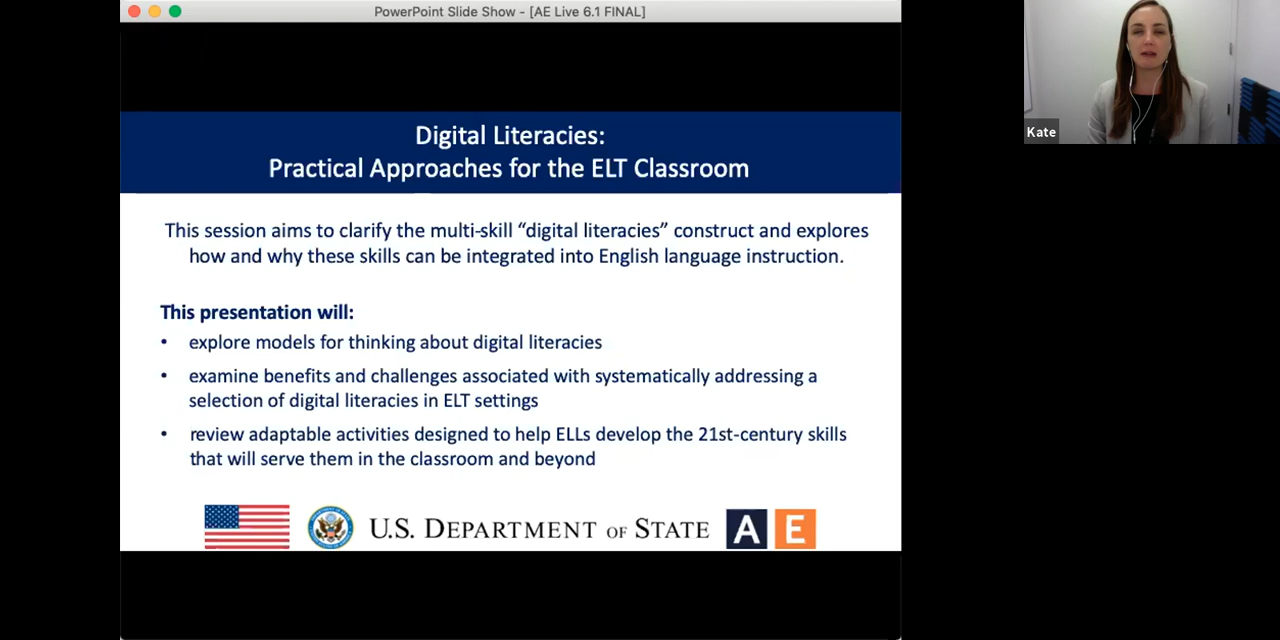 PowerPoint Slide Show - [AE Live 6.1 FINAL]
Kate
Digital Literacies:
Practical Approaches for the ELT Classroom
This session aims to clarify the multi-skill “digital literacies” construct and explores
how and why these skills can be integrated into English language instruction.
This presentation will:
• explore models for thinking about digital literacies
• examine benefits and challenges associated with systematically addressing a
selection of digital literacies in ELT settings
• review adaptable activities designed to help ELLs develop the 21st-century skills
that will serve them in the classroom and beyond
U.S. DEPARTMENT OF STATE
A E